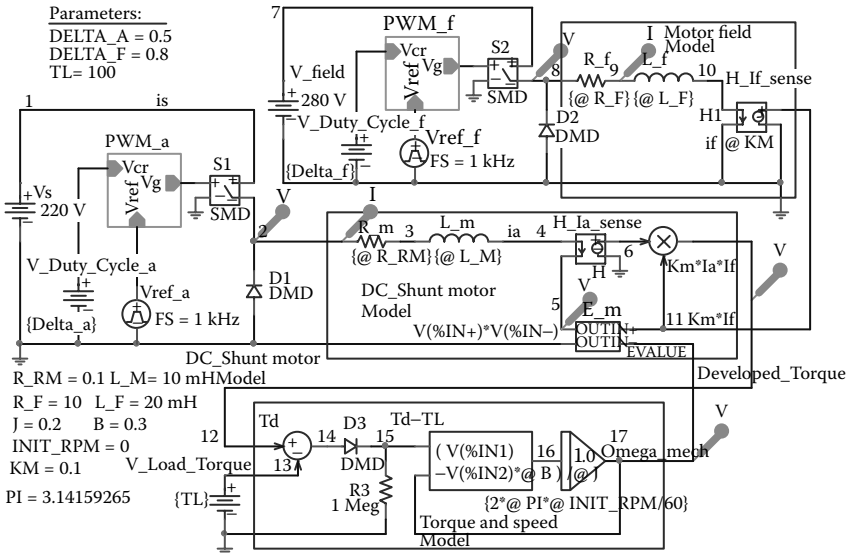 Parameters:
DELTA_A = 0.5
DELTA_F = 0.8
TL= 100
7
PWM_f
Vcr
Vg
Vref
S2
SMD
V_field
280 V
V_Duty_Cycle_f
{Delta_f}
Vref_f
FS = 1 kHz
V
8
D2
DMD
I
Motor field
Model
R_f
9
L_f
10
{@ R_F}
{@ L_F}
H_If_sense
H1
if
@ KM
1
is
PWM_a
Vcr
Vg
Vref
S1
SMD
Vs
220 V
V_Duty_Cycle_a
{Delta_a}
Vref_a
FS = 1 kHz
V
2
D1
DMD
I
R_m
3
L_m
ia
4
{@ R_RM}
{@ L_M}
H_Ia_sense
H
6
Km*Ia*If
V
DC_Shunt motor
Model
5
V
E_m
V(%IN+)*V(%IN−)
OUTIN+
OUTIN−
EVALUE
11 Km*If
DC_Shunt motor
Model
Developed_Torque
R_RM = 0.1 L_M= 10 mH
R_F = 10 L_F = 20 mH
J = 0.2 B = 0.3
INIT_RPM = 0
KM = 0.1
PI = 3.14159265
12
Td
14
D3
DMD
Td−TL
15
13
V_Load_Torque
{TL}
R3
1 Meg
( V(%IN1)
−V(%IN2)*@ B ) /@ J
16
1.0
17
Omega_mech
V
{2*@ PI*@ INIT_RPM/60}
Torque and speed
Model